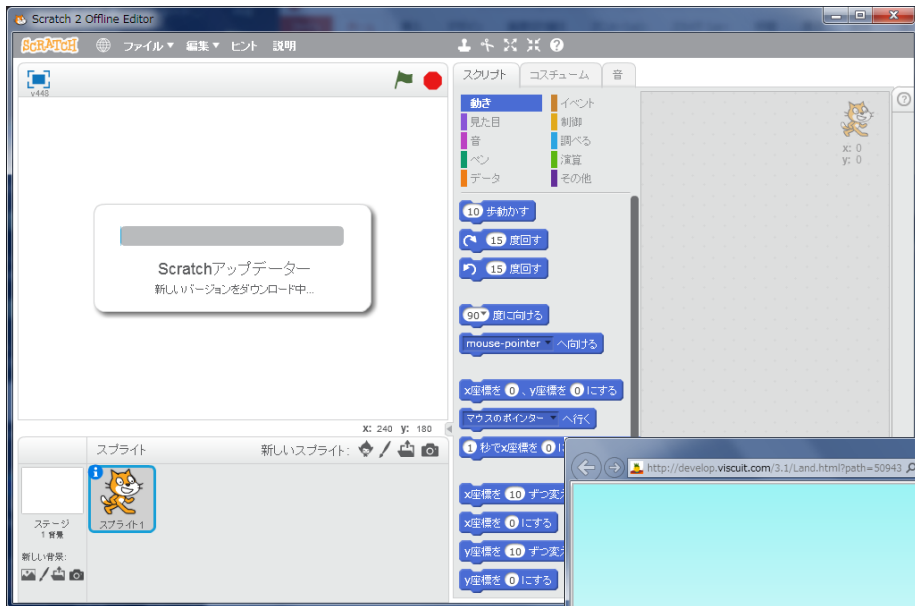 Scratch 2 Offline Editor
SCRATCH ファイル▼ 編集▼ ヒント 説明
v448
スクリプト コスチューム 音
動き イベント
見た目 制御
音 調べる
ペン 演算
データ その他
x: 0
y: 0
10 歩動かす
15 度回す
15 度回す
90▼ 度に向ける
mouse-pointer ▼ へ向ける
x座標を 0 、y座標を 0 にする
マウスのポインター ▼ へ行く
1 秒でx座標を 0
x座標を 10 ずつ変
x座標を 0 にする
y座標を 10 ずつ変
y座標を 0 にする
Scratchアップデーター
新しいバージョンをダウンロード中...
x: 240 y: 180
スプライト 新しいスプライト:
ステージ
1 背景
スプライト1
新しい背景:
http://develop.viscuit.com/3.1/Land.html?path=50943